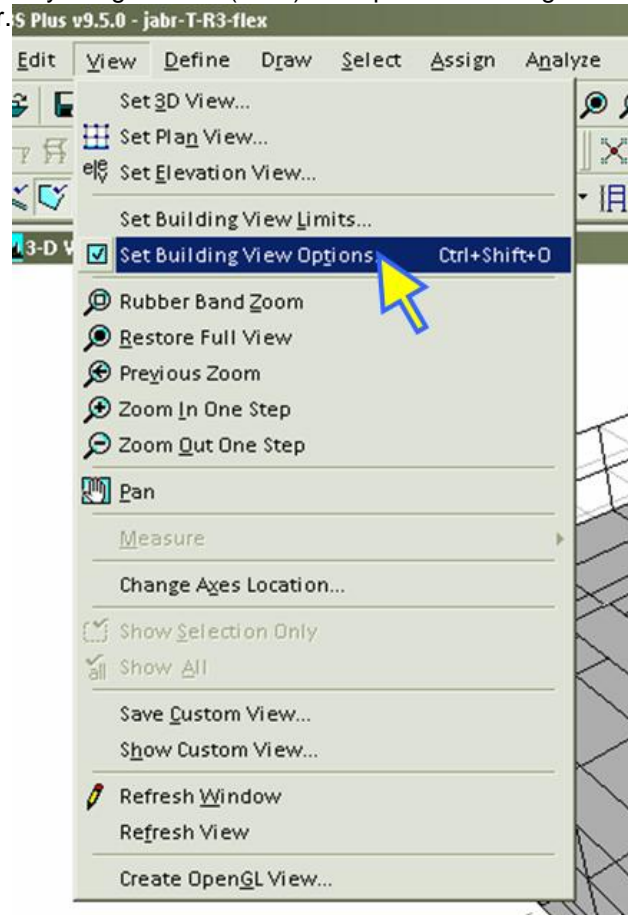 S Plus v9.5.0 - jabr-T-R3-flex
Edit View Define Draw Select Assign Analyze
Set 3D View...
Set Plan View...
Set Elevation View...
Set Building View Limits...
Set Building View Options Ctrl+Shift+O
3-D V
Rubber Band Zoom
Restore Full View
Previous Zoom
Zoom In One Step
Zoom Out One Step
Pan
Measure
Change Axes Location...
Show Selection Only
all Show All
Save Custom View...
Show Custom View...
Refresh Window
Refresh View
Create OpenGL View...